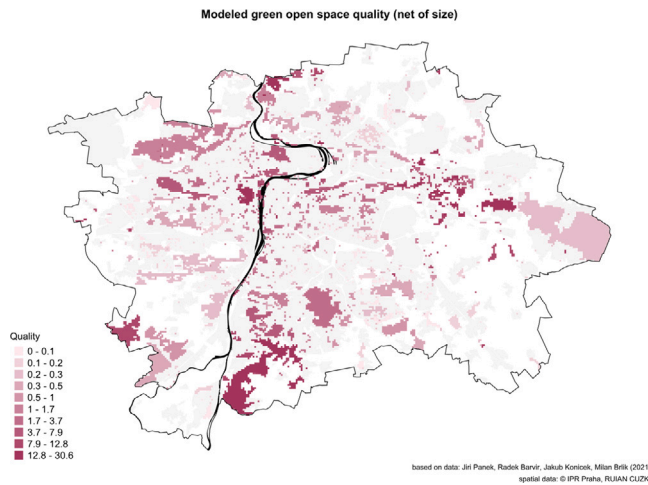 Modeled green open space quality (net of size)
Quality
0 - 0.1
0.1 - 0.2
0.2 - 0.3
0.3 - 0.5
0.5 - 1
1 - 1.7
1.7 - 3.7
3.7 - 7.9
7.9 - 12.8
12.8 - 30.6
based on data: Jiri Panek, Radek Barvir, Jakub Konicek, Milan Brlik (2021
spatial data: © IPR Praha, RUIAN CUZK